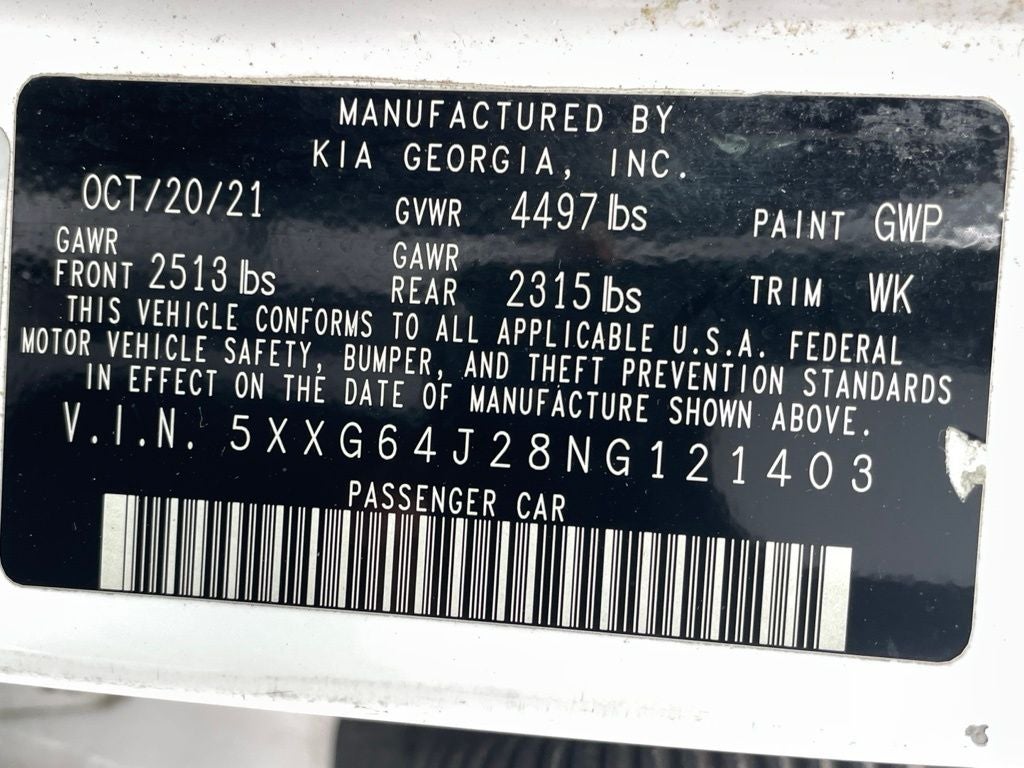 MANUFACTURED BY
KIA GEORGIA, INC.
OCT/20/21 GVWR 4497 lbs PAINT GWP
GAWR FRONT 2513 lbs GAWR REAR 2315 lbs TRIM WK
THIS VEHICLE CONFORMS TO ALL APPLICABLE U.S.A. FEDERAL
MOTOR VEHICLE SAFETY, BUMPER, AND THEFT PREVENTION STANDARDS
IN EFFECT ON THE DATE OF MANUFACTURE SHOWN ABOVE.
V.I.N. 5XXG64J28NG121403
PASSENGER CAR